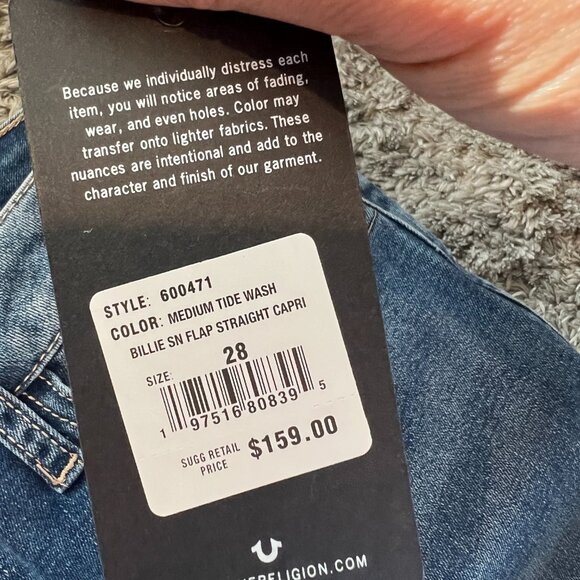 Because we individually distress each
item, you will notice areas of fading,
wear, and even holes. Color may
transfer onto lighter fabrics. These
nuances are intentional and add to the
character and finish of our garment.
STYLE: 600471
COLOR: MEDIUM TIDE WASH
BILLIE SN FLAP STRAIGHT CAPRI
SIZE: 28
1 97516 80839 5
SUGG RETAIL
PRICE $159.00
ERELIGION.COM